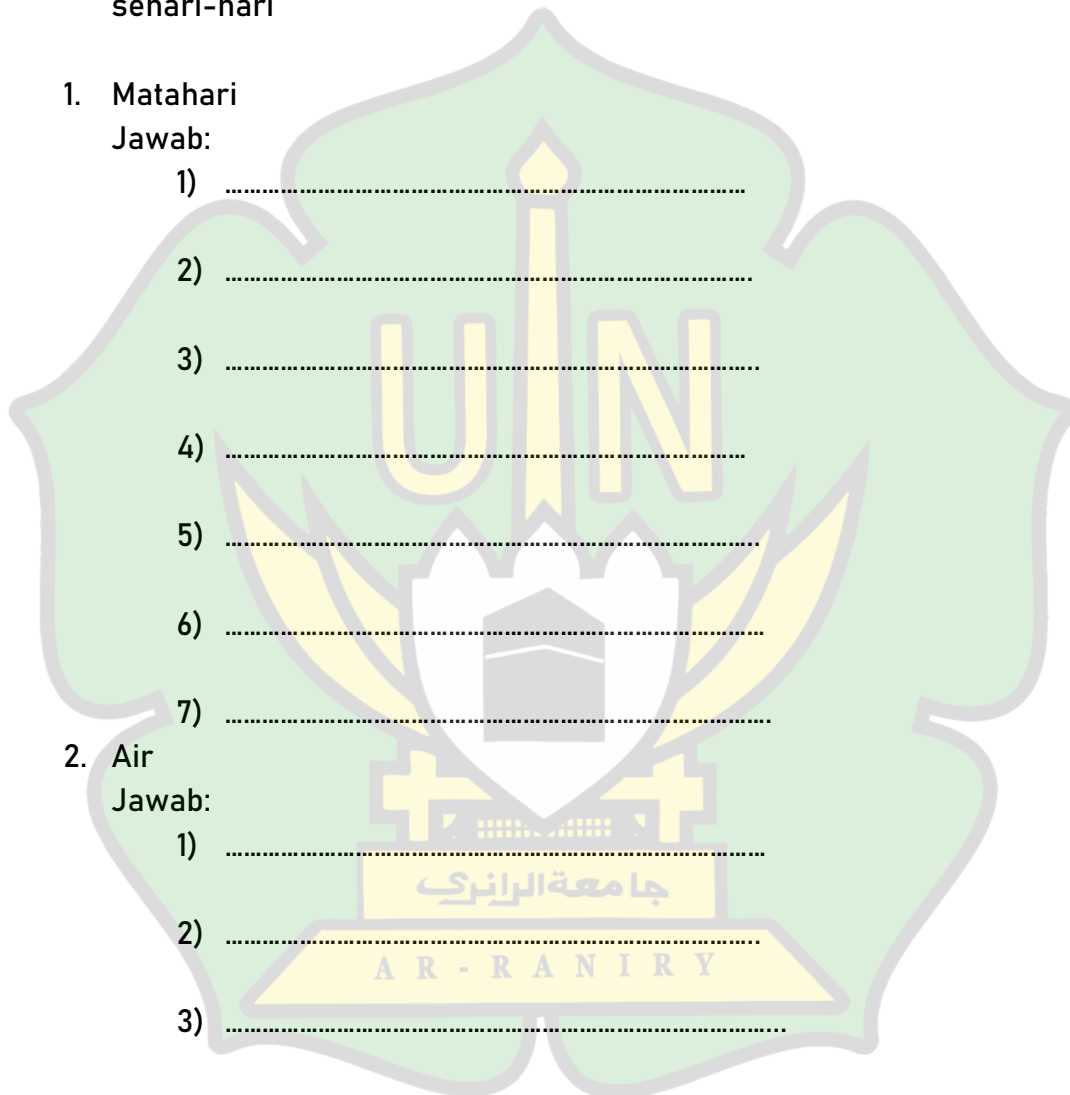 sehari-hari
1. Matahari
Jawab:
1) ...............................................................................
2) ...............................................................................
3) ...............................................................................
4) ...............................................................................
5) ...............................................................................
6) ...............................................................................
7) ...............................................................................
2. Air
Jawab:
1) ...............................................................................
جامعة الرانري
2) ...............................................................................
AR-RANIRY
3) ...............................................................................
UIN